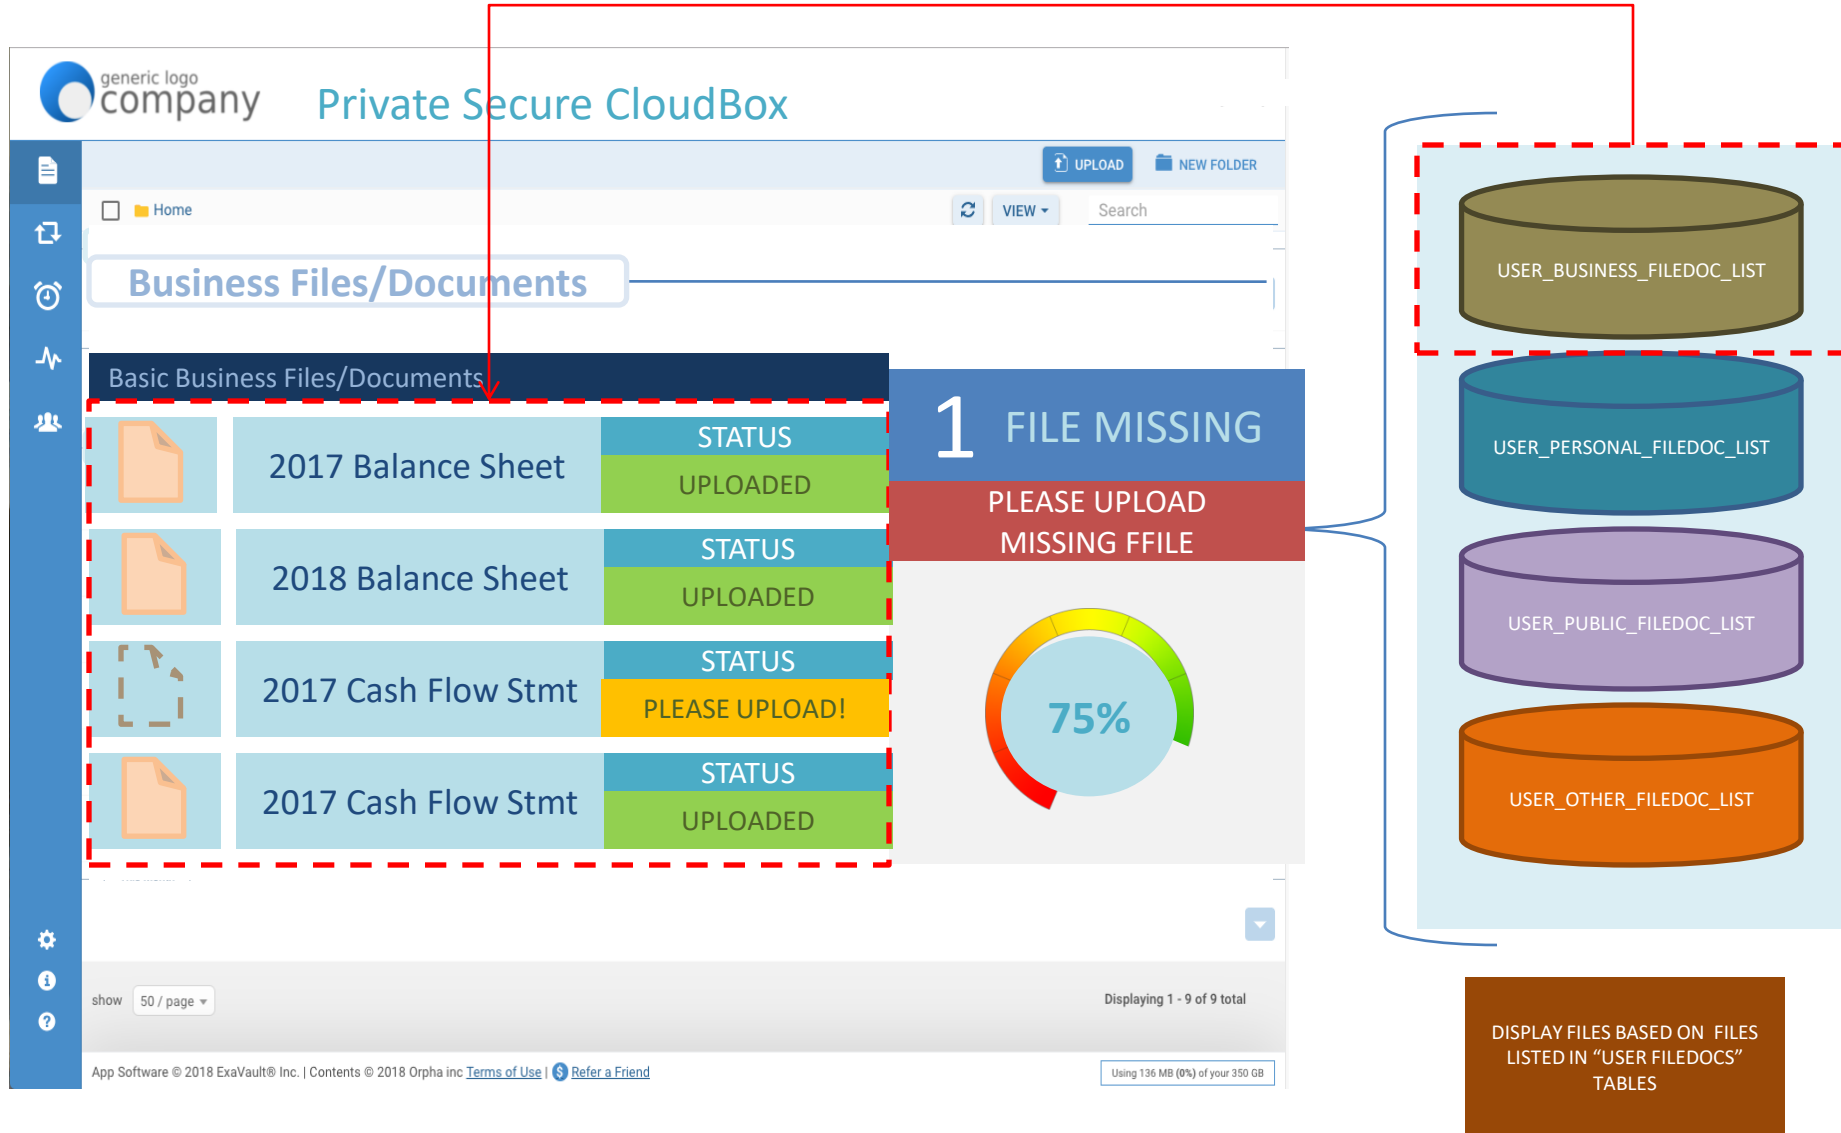 generic logo
company
Private Secure CloudBox
UPLOAD
NEW FOLDER
Home
VIEW
Search
Business Files/Documents
Basic Business Files/Documents
2017 Balance Sheet
STATUS
UPLOADED
2018 Balance Sheet
STATUS
UPLOADED
2017 Cash Flow Stmt
STATUS
PLEASE UPLOAD!
2017 Cash Flow Stmt
STATUS
UPLOADED
1 FILE MISSING
PLEASE UPLOAD
MISSING FFILE
75%
show 50 / page
Displaying 1 - 9 of 9 total
App Software © 2018 ExaVault® Inc. | Contents © 2018 Orpha inc Terms of Use | $ Refer a Friend
Using 136 MB (0%) of your 350 GB
USER_BUSINESS_FILEDOC_LIST
USER_PERSONAL_FILEDOC_LIST
USER_PUBLIC_FILEDOC_LIST
USER_OTHER_FILEDOC_LIST
DISPLAY FILES BASED ON FILES
LISTED IN “USER FILEDOCS”
TABLES